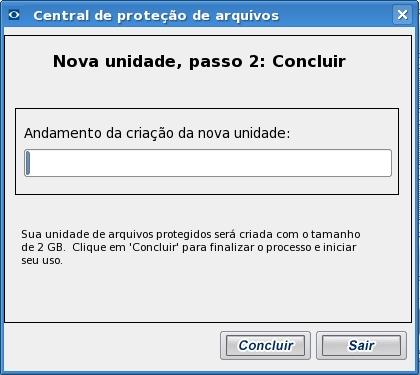 Central de proteção de arquivos
Nova unidade, passo 2: Concluir
Andamento da criação da nova unidade:
Sua unidade de arquivos protegidos será criada com o tamanho
de 2 GB. Clique em 'Concluir' para finalizar o processo e iniciar
seu uso.
Concluir
Sair